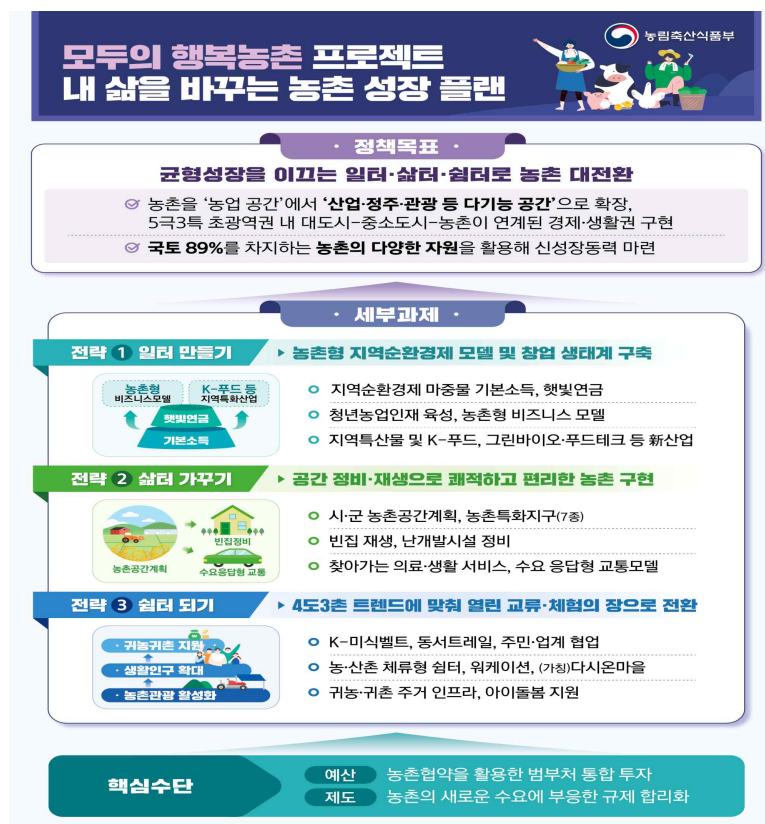 모두의 행복농촌 프로젝트
내 삶을 바꾸는 농촌 성장 플랜
농림축산식품부
· 정책목표 ·
균형성장을 이끄는 일터·삶터·쉼터로 농촌 대전환
농촌을 ‘농업 공간’에서 ‘산업·정주·관광 등 다기능 공간’으로 확장,
5극3특 초광역권 내 대도시–중소도시–농촌이 연계된 경제·생활권 구현
국토 89%를 차지하는 농촌의 다양한 자원을 활용해 신성장동력 마련
· 세부과제 ·
전략 1 일터 만들기
농촌형 지역순환경제 모델 및 창업 생태계 구축
농촌형
비즈니스모델
K-푸드 등
지역특화산업
햇빛연금
기본소득
지역순환경제 마중물 기본소득, 햇빛연금
청년농업인재 육성, 농촌형 비즈니스 모델
지역특산물 및 K-푸드, 그린바이오·푸드테크 등 新산업
전략 2 삶터 가꾸기
공간 정비·재생으로 쾌적하고 편리한 농촌 구현
농촌공간계획
빈집정비
수요응답형 교통
시·군 농촌공간계획, 농촌특화지구(7종)
빈집 재생, 난개발시설 정비
찾아가는 의료·생활 서비스, 수요 응답형 교통모델
전략 3 쉼터 되기
4도3촌 트렌드에 맞춰 열린 교류·체험의 장으로 전환
· 귀농귀촌 지원
· 생활인구 확대
· 농촌관광 활성화
K-미식벨트, 동서트레일, 주민·업계 협업
농·산촌 체류형 쉼터, 워케이션, (가칭)다시온마을
귀농·귀촌 주거 인프라, 아이돌봄 지원
핵심수단
예산 농촌협약을 활용한 범부처 통합 투자
제도 농촌의 새로운 수요에 부응한 규제 합리화